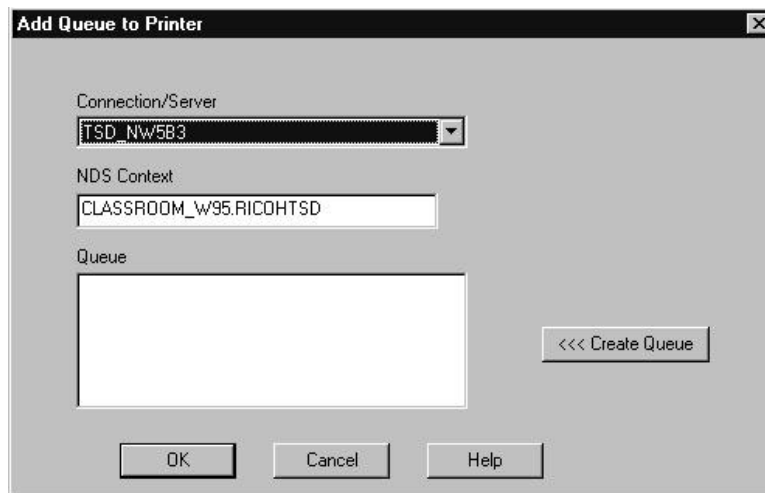 Add Queue to Printer
Connection/Server
TSD_NW5B3
NDS Context
CLASSROOM_W95.RICOHTSD
Queue
<<< Create Queue
OK Cancel Help